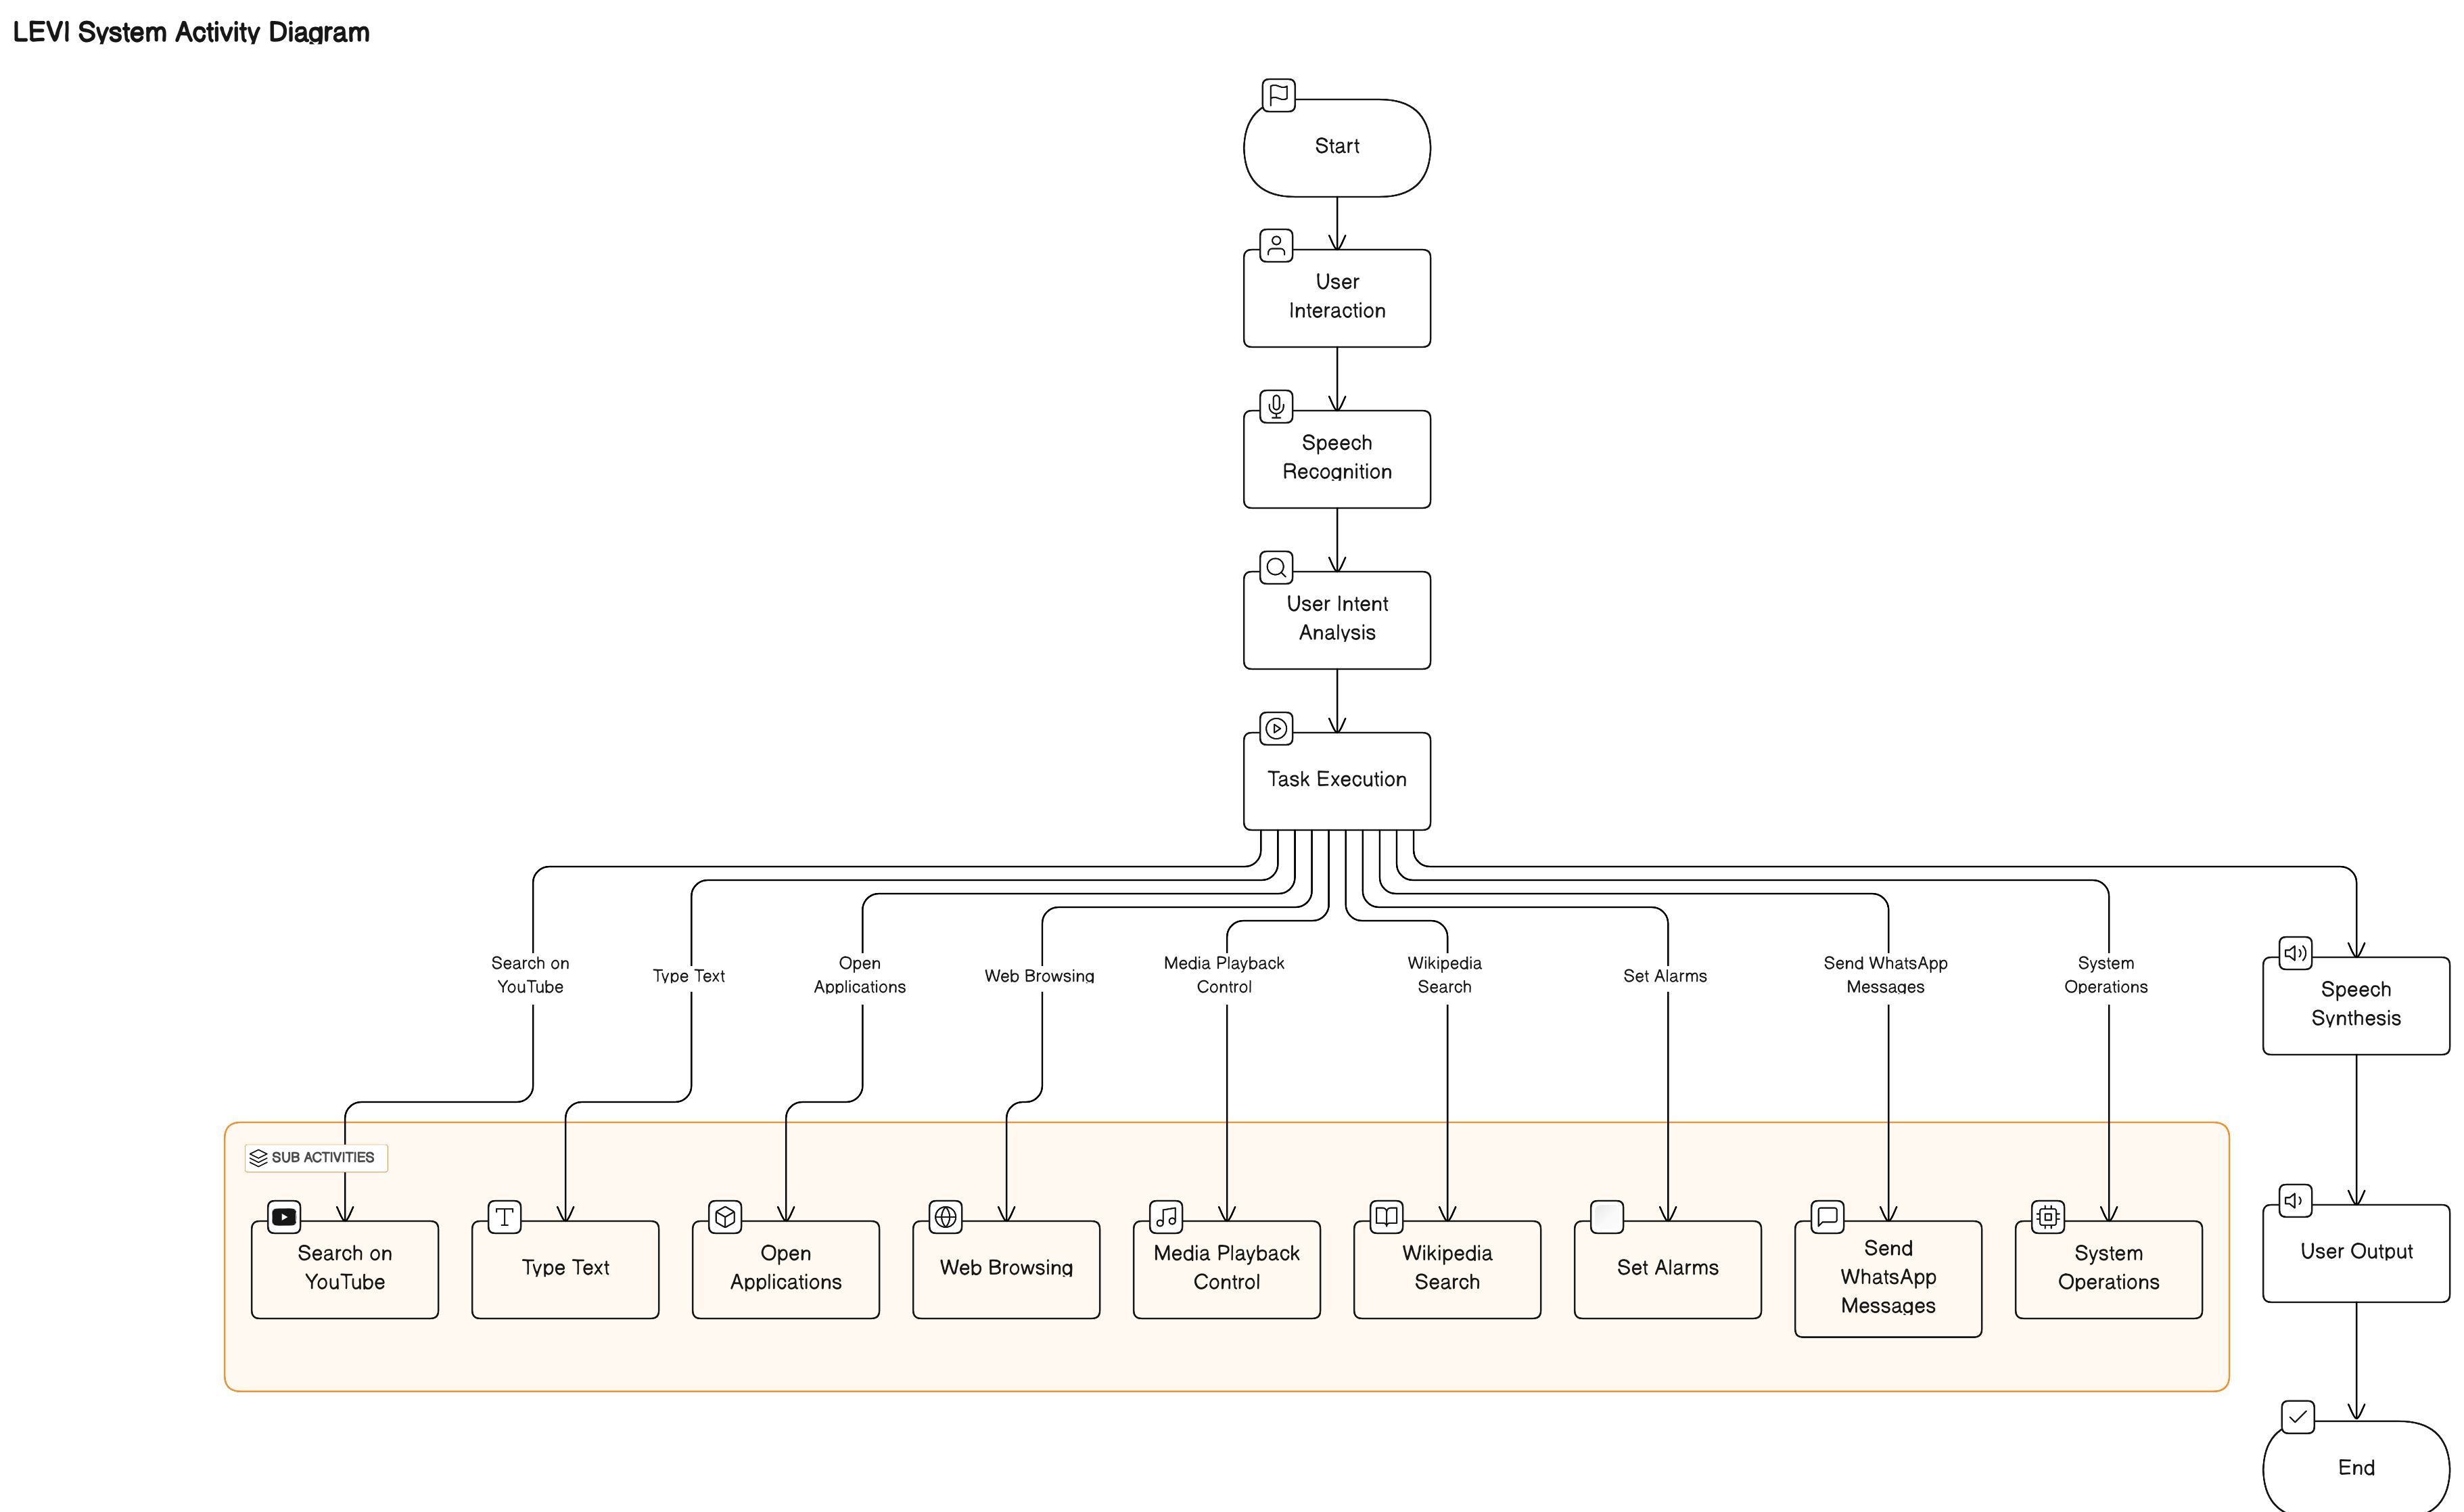 LEVI System Activity Diagram
Start
User
Interaction
Speech
Recognition
User Intent
Analysis
Task Execution
Search on
YouTube
Type Text
Open
Applications
Web Browsing
Media Playback
Control
Wikipedia
Search
Set Alarms
Send WhatsApp
Messages
System
Operations
Speech
Synthesis
SUB ACTIVITIES
Search on
YouTube
Type Text
Open
Applications
Web Browsing
Media Playback
Control
Wikipedia
Search
Set Alarms
Send
WhatsApp
Messages
System
Operations
User Output
End